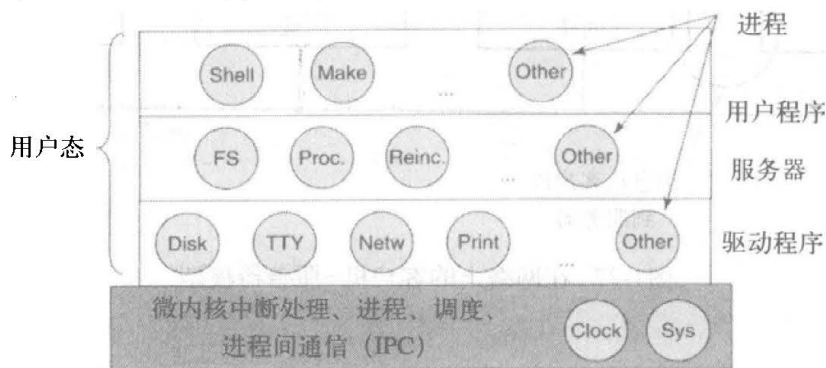 进程
Shell
Make
Other
...
用户程序
用户态
FS
Proc.
Reinc.
Other
服务器
...
Disk
TTY
Netw
Print
Other
驱动程序
...
微内核中断处理、进程、调度、
进程间通信（IPC）
Clock
Sys